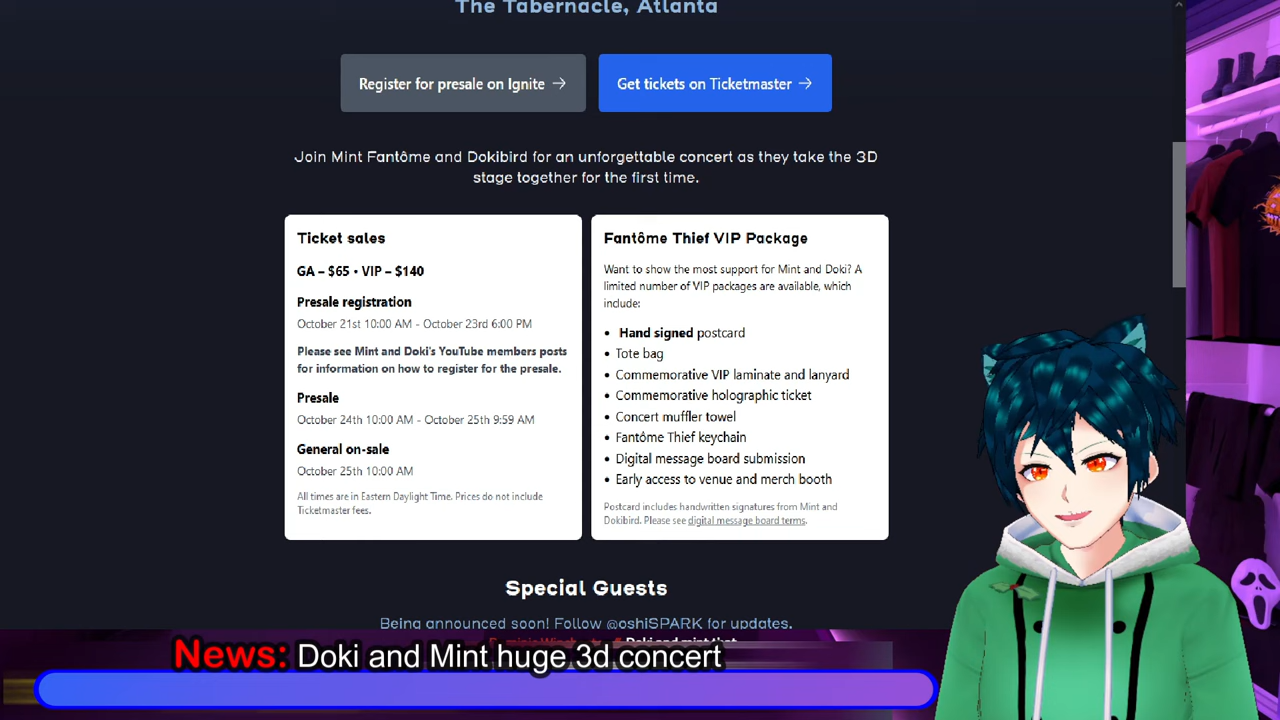 The Tabernacle, Atlanta
Register for presale on Ignite →
Get tickets on Ticketmaster →
Join Mint Fantôme and Dokibird for an unforgettable concert as they take the 3D
stage together for the first time.
Ticket sales
GA – $65 • VIP – $140
Presale registration
October 21st 10:00 AM - October 23rd 6:00 PM
Please see Mint and Doki's YouTube members posts
for information on how to register for the presale.
Presale
October 24th 10:00 AM - October 25th 9:59 AM
General on-sale
October 25th 10:00 AM
All times are in Eastern Daylight Time. Prices do not include
Ticketmaster fees.
Fantôme Thief VIP Package
Want to show the most support for Mint and Doki? A
limited number of VIP packages are available, which
include:
• Hand signed postcard
• Tote bag
• Commemorative VIP laminate and lanyard
• Commemorative holographic ticket
• Concert muffler towel
• Fantôme Thief keychain
• Digital message board submission
• Early access to venue and merch booth
Postcard includes handwritten signatures from Mint and
Dokibird. Please see digital message board terms.
Special Guests
Being announced soon! Follow @oshiSPARK for updates.
News: Doki and Mint huge 3d concert